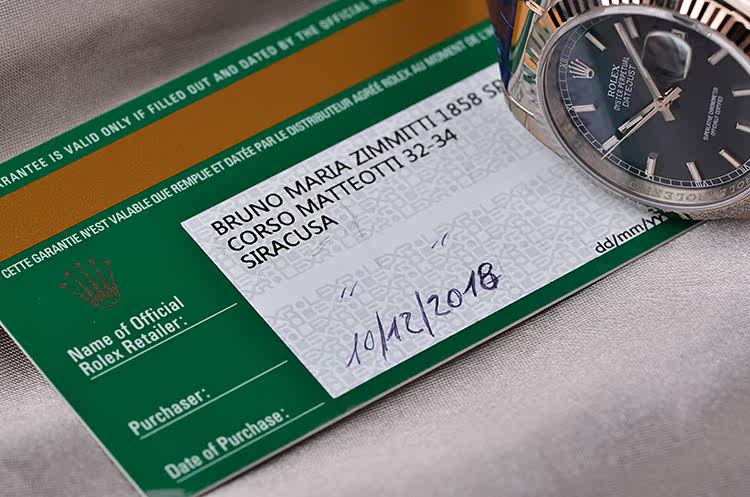 ARANTEE IS VALID ONLY IF FILLED OUT AND DATED BY THE OFFICIAL
CETTE GARANTIE N'EST VALABLE QUE REMPLIE ET DATÉE PAR LE DISTRIBUTEUR AGRÉÉ ROLEX AU MOMENT DE
BRUNO MARIA ZIMMITTI 1858 SR
CORSO MATTEOTTI 32-34
SIRACUSA
Name of Official
Rolex Retailer:
" "
Purchaser:
10/12/2018
Date of Purchase:
dd/mm/yy
ROLEX
OYSTER PERPETUAL
DATEJUST
SUPERLATIVE CHRONOMETER
OFFICIALLY CERTIFIED